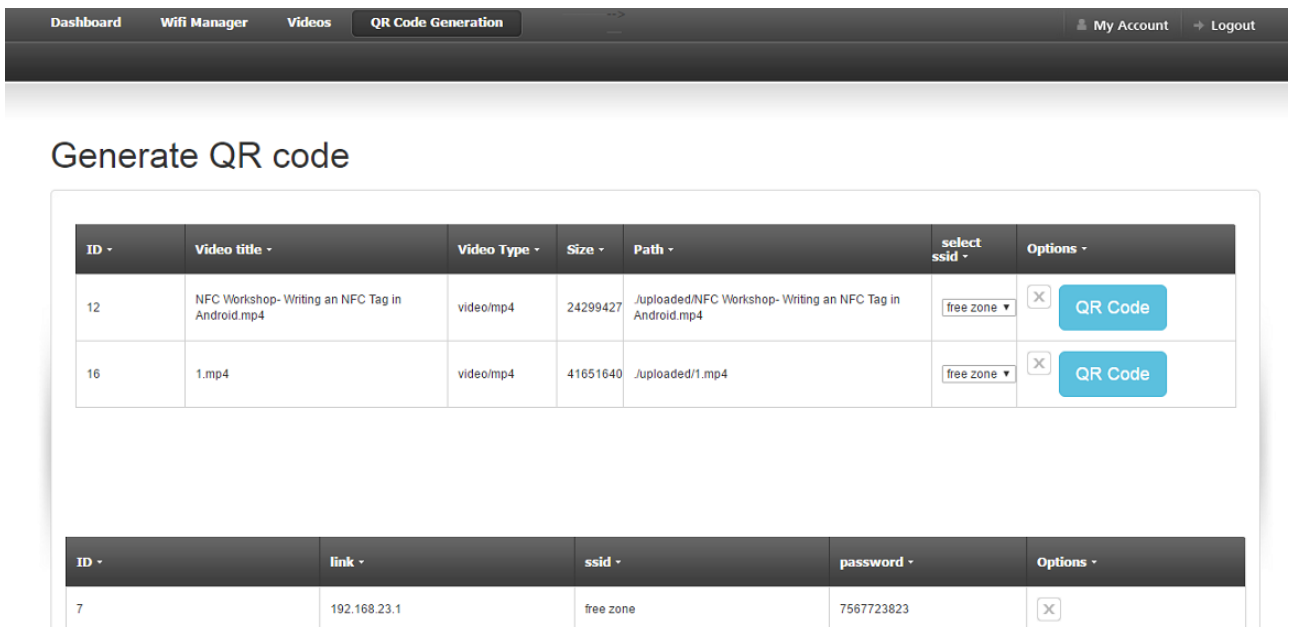 Dashboard Wifi Manager Videos QR Code Generation --> My Account Logout
Generate QR code
ID Video title Video Type Size Path select ssid Options
12 NFC Workshop- Writing an NFC Tag in Android.mp4 video/mp4 24299427 ./uploaded/NFC Workshop- Writing an NFC Tag in Android.mp4 free zone X QR Code
16 1.mp4 video/mp4 41651640 ./uploaded/1.mp4 free zone X QR Code
ID link ssid password Options
7 192.168.23.1 free zone 7567723823 X